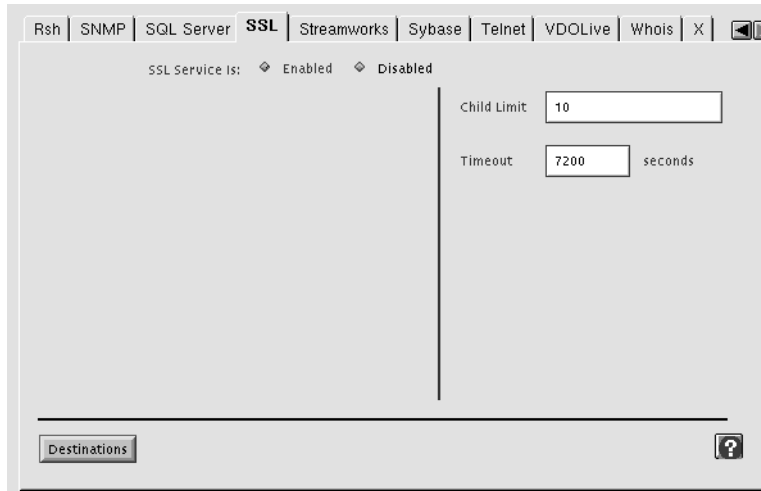 Rsh SNMP SQL Server SSL Streamworks Sybase Telnet VDOLive Whois X
SSL Service Is: Enabled Disabled
Child Limit 10
Timeout 7200 seconds
Destinations ?